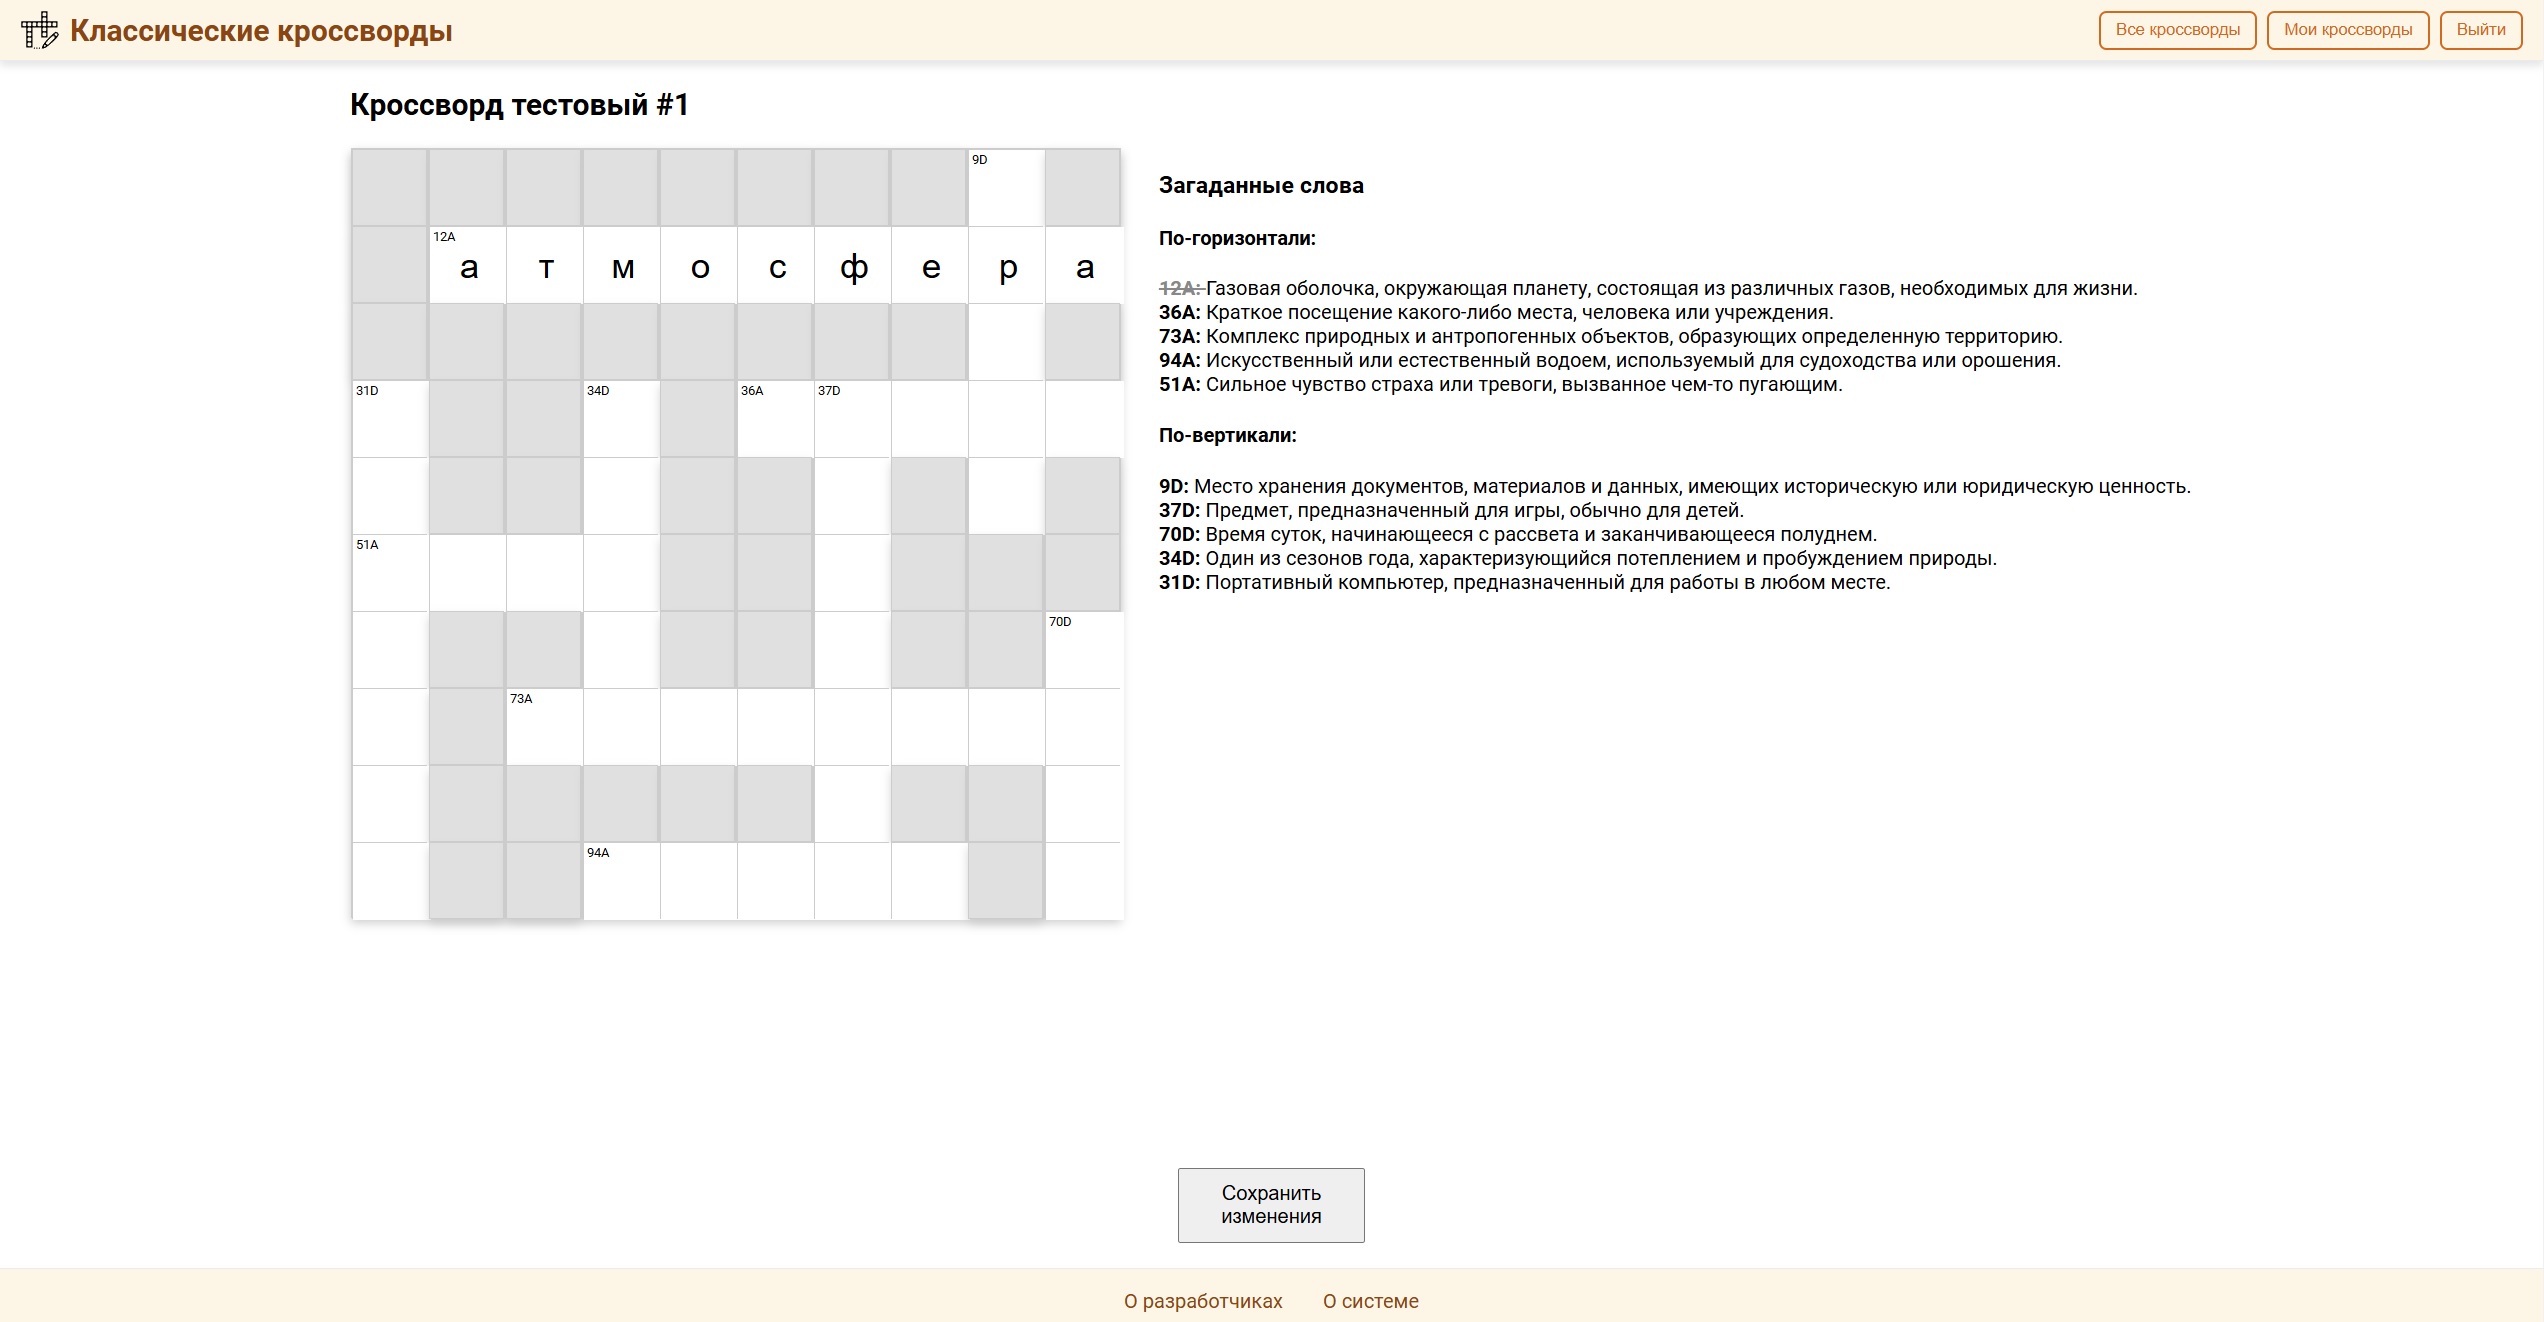 Классические кроссворды
Все кроссворды
Мои кроссворды
Выйти
Кроссворд тестовый #1
9D
12A
а т м о с ф е р а
31D
34D
36A
37D
51A
70D
73A
94A
Загаданные слова
По-горизонтали:
12A: Газовая оболочка, окружающая планету, состоящая из различных газов, необходимых для жизни.
36A: Краткое посещение какого-либо места, человека или учреждения.
73A: Комплекс природных и антропогенных объектов, образующих определенную территорию.
94A: Искусственный или естественный водоем, используемый для судоходства или орошения.
51A: Сильное чувство страха или тревоги, вызванное чем-то пугающим.
По-вертикали:
9D: Место хранения документов, материалов и данных, имеющих историческую или юридическую ценность.
37D: Предмет, предназначенный для игры, обычно для детей.
70D: Время суток, начинающееся с рассвета и заканчивающееся полуднем.
34D: Один из сезонов года, характеризующийся потеплением и пробуждением природы.
31D: Портативный компьютер, предназначенный для работы в любом месте.
Сохранить
изменения
О разработчиках
О системе